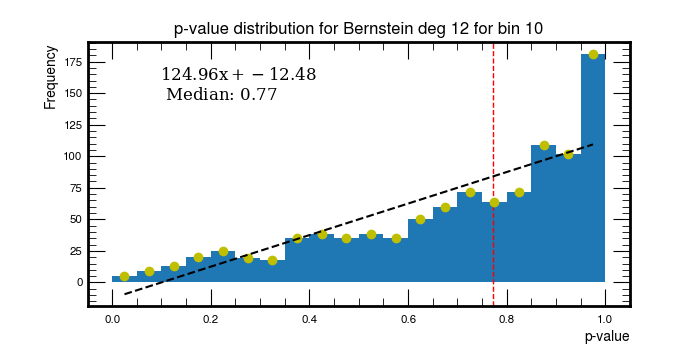 p-value distribution for Bernstein deg 12 for bin 10
Frequency
124.96x + −12.48
Median: 0.77
175
150
125
100
75
50
25
0
0.0 0.2 0.4 0.6 0.8 1.0
p-value